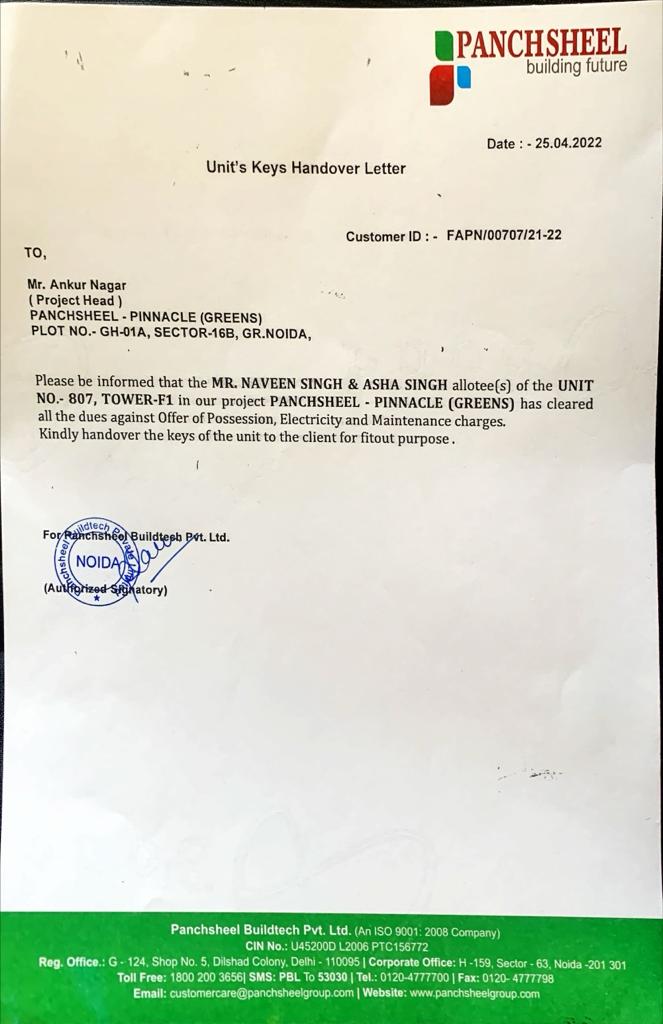 PANCHSHEEL
building future
Date : - 25.04.2022
Unit's Keys Handover Letter
Customer ID : - FAPN/00707/21-22
TO,
Mr. Ankur Nagar
( Project Head )
PANCHSHEEL - PINNACLE (GREENS)
PLOT NO.- GH-01A, SECTOR-16B, GR.NOIDA,
Please be informed that the MR. NAVEEN SINGH & ASHA SINGH allotee(s) of the UNIT
NO.- 807, TOWER-F1 in our project PANCHSHEEL - PINNACLE (GREENS) has cleared
all the dues against Offer of Possession, Electricity and Maintenance charges.
Kindly handover the keys of the unit to the client for fitout purpose .
For Panchsheel Buildtech Pvt. Ltd.
Panchsheel Buildtech Private Limited
NOIDA
(Authorized Signatory)
Panchsheel Buildtech Pvt. Ltd. (An ISO 9001: 2008 Company)
CIN No.: U45200D L2006 PTC156772
Reg. Office.: G - 124, Shop No. 5, Dilshad Colony, Delhi - 110095 | Corporate Office: H -159, Sector - 63, Noida -201 301
Toll Free: 1800 200 3656| SMS: PBL To 53030 | Tel.: 0120-4777700 | Fax: 0120- 4777798
Email: customercare@panchsheelgroup.com | Website: www.panchsheelgroup.com